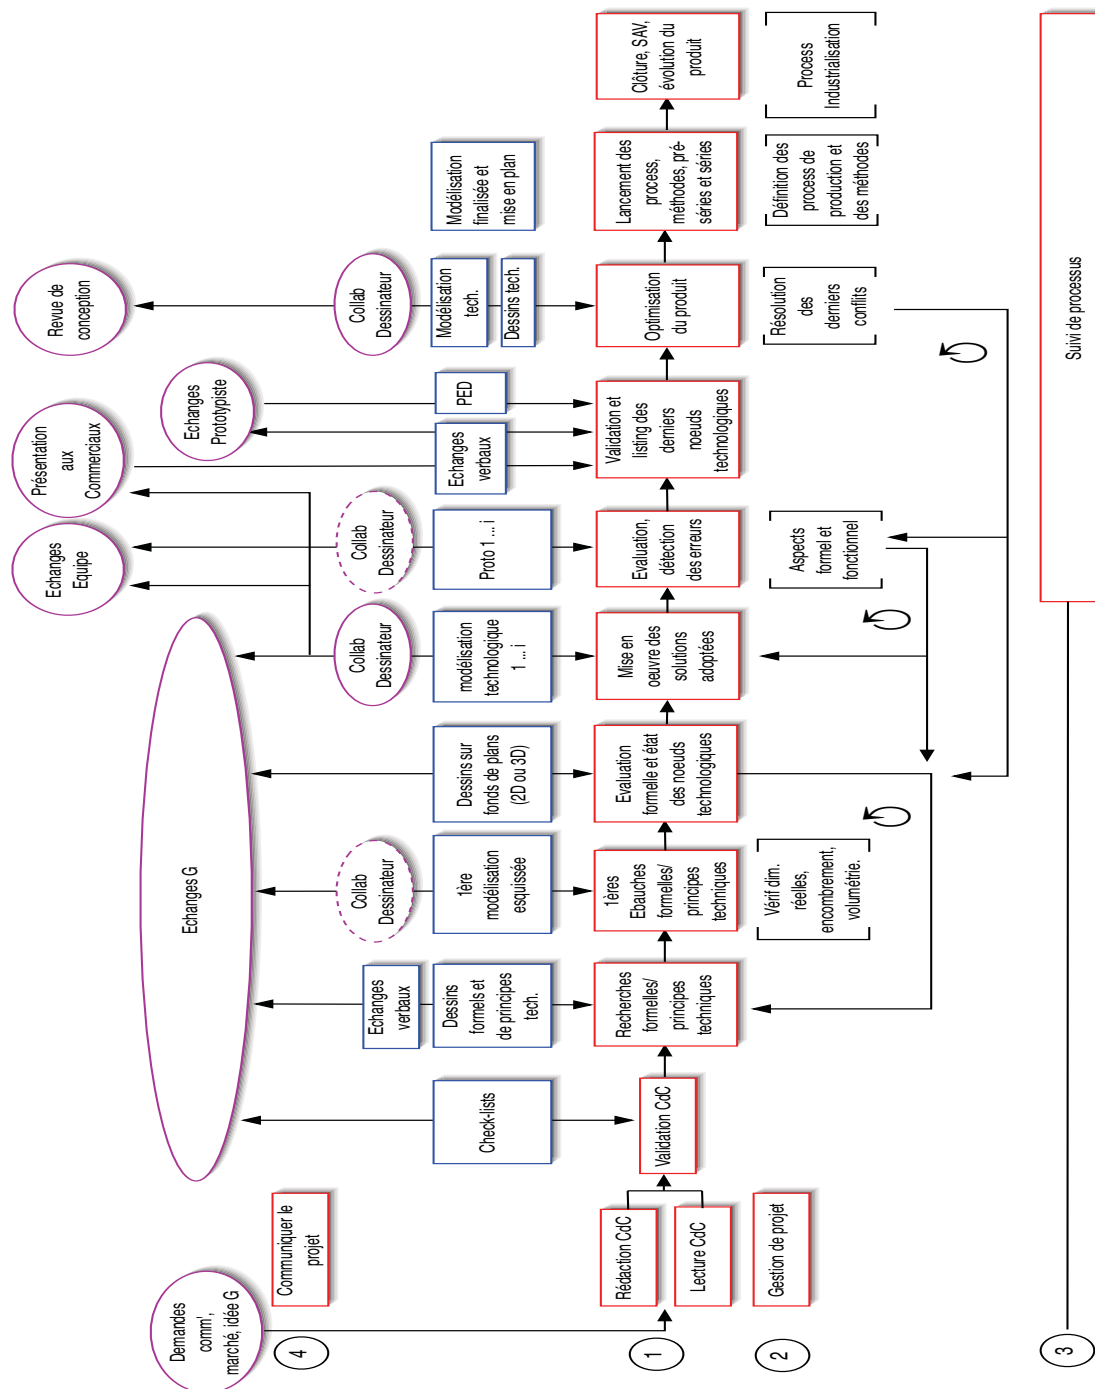 Demandes
comm',
marché, idée G
Echanges G
Echanges
Equipe
Présentation
aux
Commerciaux
Echanges
Prototypiste
Revue de
conception
4
Communiquer le
projet
Echanges
verbaux
Collab
Dessinateur
Collab
Dessinateur
Collab
Dessinateur
Collab
Dessinateur
Check-lists
Dessins
formels et
de principes
tech.
1ère
modélisation
esquissée
Dessins sur
fonds de plans
(2D ou 3D)
modélisation
technologique
1 ... i
Proto 1 ... i
Echanges
verbaux
PED
Modélisation
tech.
Dessins tech.
Modélisation
finalisée et
mise en plan
1
Rédaction CdC
Lecture CdC
Validation CdC
Recherches
formelles/
principes
techniques
1ères
Ebauches
formelles/
principes
techniques
Evaluation
formelle et état
des noeuds
technologiques
Mise en
oeuvre des
solutions
adoptées
Evaluation,
détection
des erreurs
Validation et
listing des
derniers
noeuds
technologiques
Optimisation
du produit
Lancement des
process,
méthodes, pré-
séries et séries
Clôture, SAV,
évolution du
produit
2
Gestion de projet
Vérif dim.
réelles,
encombrement,
volumétrie.
Aspects
formel et
fonctionnel
Résolution
des
derniers
conflits
Définition des
process de
production et
des méthodes
Process
Industrialisation
3
Suivi de processus